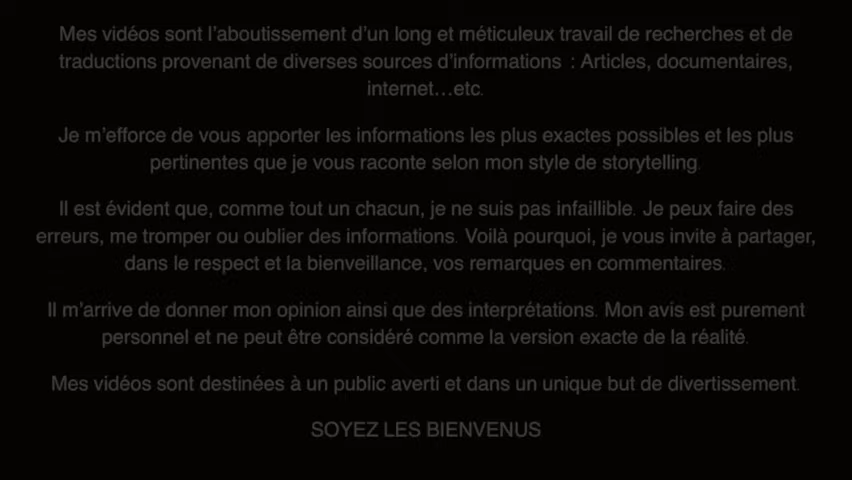 Mes vidéos sont l'aboutissement d'un long et méticuleux travail de recherches et de
traductions provenant de diverses sources d'informations : Articles, documentaires,
internet…etc.
Je m'efforce de vous apporter les informations les plus exactes possibles et les plus
pertinentes que je vous raconte selon mon style de storytelling.
Il est évident que, comme tout un chacun, je ne suis pas infaillible. Je peux faire des
erreurs, me tromper ou oublier des informations. Voilà pourquoi, je vous invite à partager,
dans le respect et la bienveillance, vos remarques en commentaires.
Il m'arrive de donner mon opinion ainsi que des interprétations. Mon avis est purement
personnel et ne peut être considéré comme la version exacte de la réalité.
Mes vidéos sont destinées à un public averti et dans un unique but de divertissement.
SOYEZ LES BIENVENUS